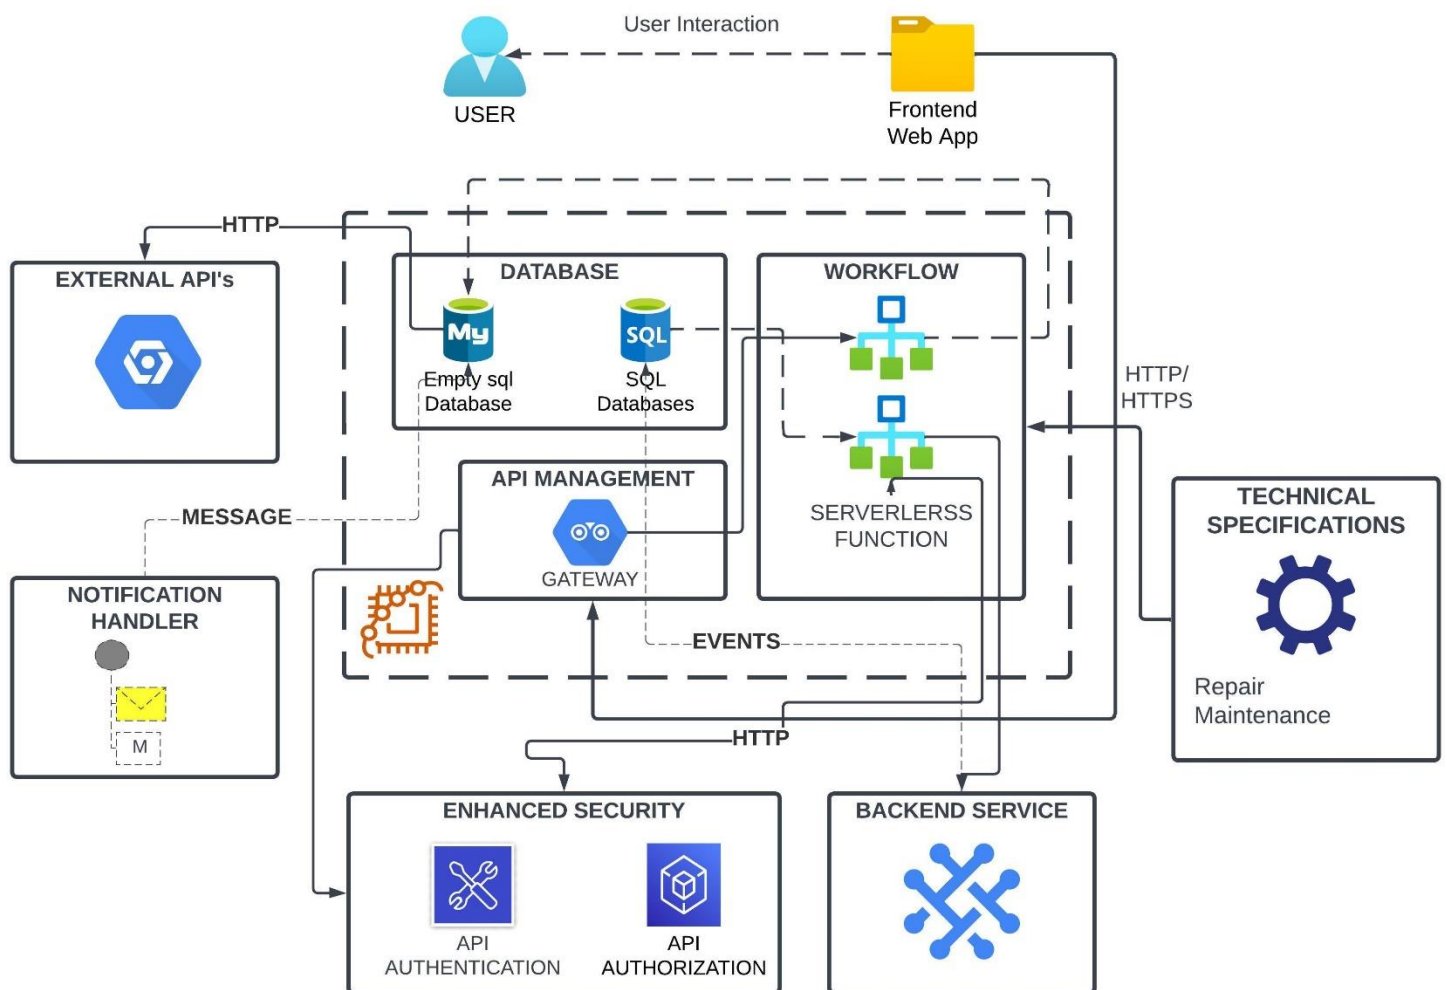 User Interaction
USER
Frontend
Web App
HTTP
EXTERNAL API's
DATABASE
My
SQL
Empty sql
Database
SQL
Databases
WORKFLOW
SERVERLERSS
FUNCTION
HTTP/
HTTPS
API MANAGEMENT
GATEWAY
MESSAGE
NOTIFICATION
HANDLER
M
EVENTS
TECHNICAL
SPECIFICATIONS
Repair
Maintenance
HTTP
ENHANCED SECURITY
API
AUTHENTICATION
API
AUTHORIZATION
BACKEND SERVICE